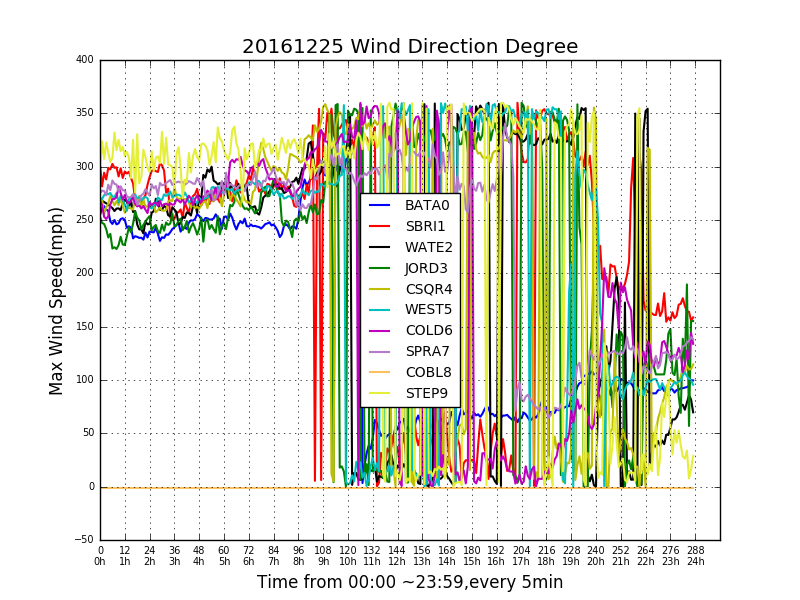 20161225 Wind Direction Degree
Max Wind Speed(mph)
400
350
300
250
200
150
100
50
0
−50
BATA0
SBRI1
WATE2
JORD3
CSQR4
WEST5
COLD6
SPRA7
COBL8
STEP9
0 12 24 36 48 60 72 84 96 108 120 132 144 156 168 180 192 204 216 228 240 252 264 276 288
0h 1h 2h 3h 4h 5h 6h 7h 8h 9h 10h 11h 12h 13h 14h 15h 16h 17h 18h 19h 20h 21h 22h 23h 24h
Time from 00:00 ~23:59,every 5min